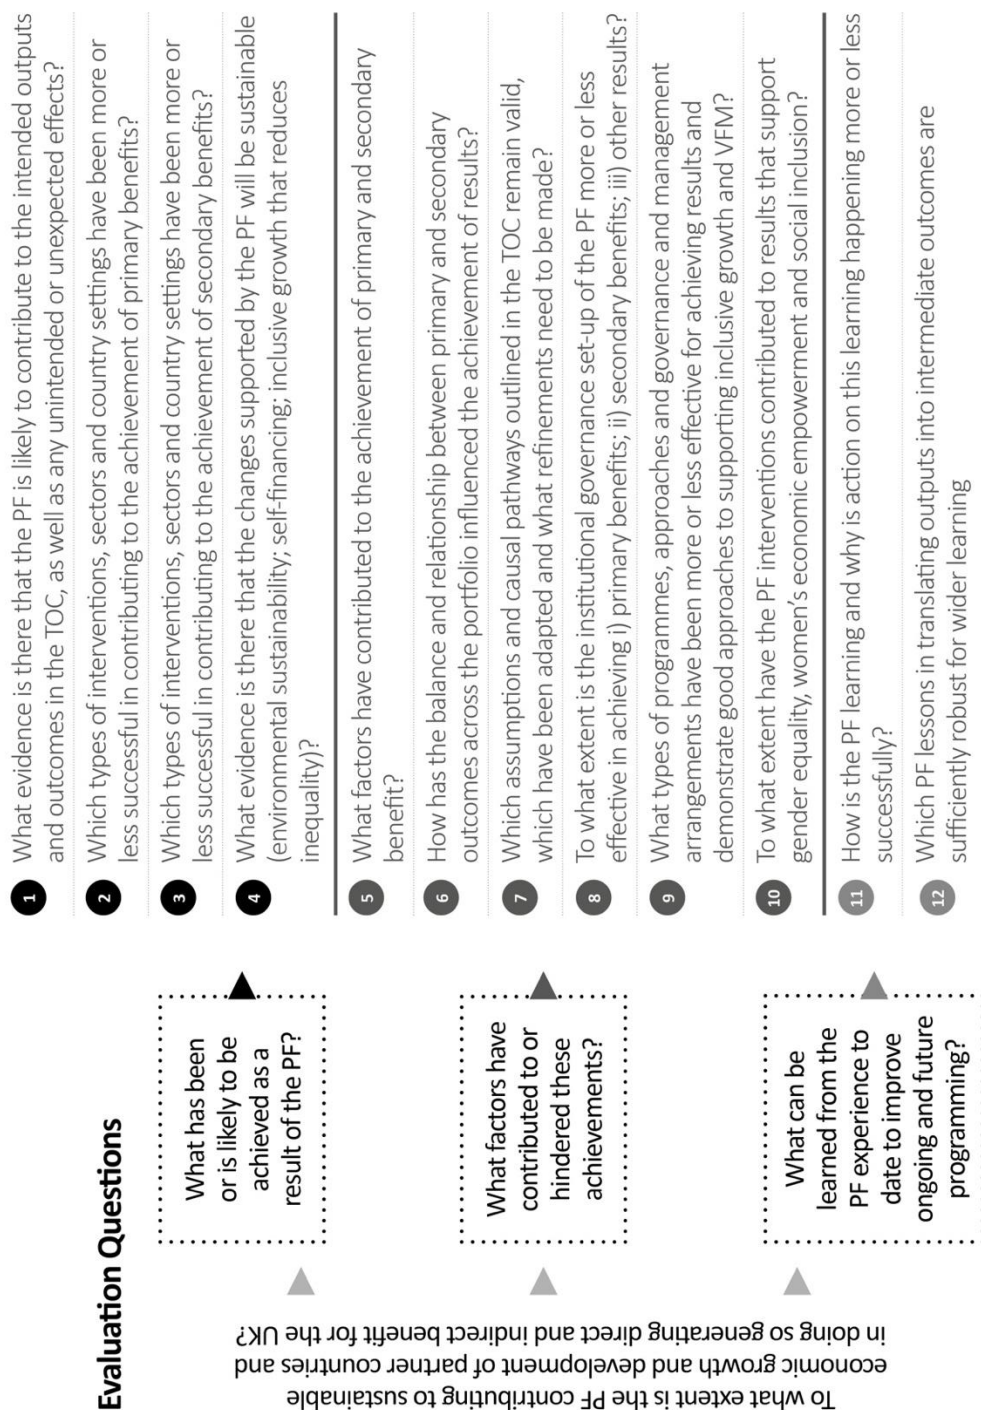 Evaluation Questions
To what extent is the PF contributing to sustainable
economic growth and development of partner countries and
in doing so generating direct and indirect benefit for the UK?
What has been
or is likely to be
achieved as a
result of the PF?
1 What evidence is there that the PF is likely to contribute to the intended outputs
and outcomes in the TOC, as well as any unintended or unexpected effects?
2 Which types of interventions, sectors and country settings have been more or
less successful in contributing to the achievement of primary benefits?
3 Which types of interventions, sectors and country settings have been more or
less successful in contributing to the achievement of secondary benefits?
4 What evidence is there that the changes supported by the PF will be sustainable
(environmental sustainability; self-financing; inclusive growth that reduces
inequality)?
What factors have
contributed to or
hindered these
achievements?
5 What factors have contributed to the achievement of primary and secondary
benefit?
6 How has the balance and relationship between primary and secondary
outcomes across the portfolio influenced the achievement of results?
7 Which assumptions and causal pathways outlined in the TOC remain valid,
which have been adapted and what refinements need to be made?
8 To what extent is the institutional governance set-up of the PF more or less
effective in achieving i) primary benefits; ii) secondary benefits; iii) other results?
9 What types of programmes, approaches and governance and management
arrangements have been more or less effective for achieving results and
demonstrate good approaches to supporting inclusive growth and VFM?
10 To what extent have the PF interventions contributed to results that support
gender equality, women's economic empowerment and social inclusion?
What can be
learned from the
PF experience to
date to improve
ongoing and future
programming?
11 How is the PF learning and why is action on this learning happening more or less
successfully?
12 Which PF lessons in translating outputs into intermediate outcomes are
sufficiently robust for wider learning